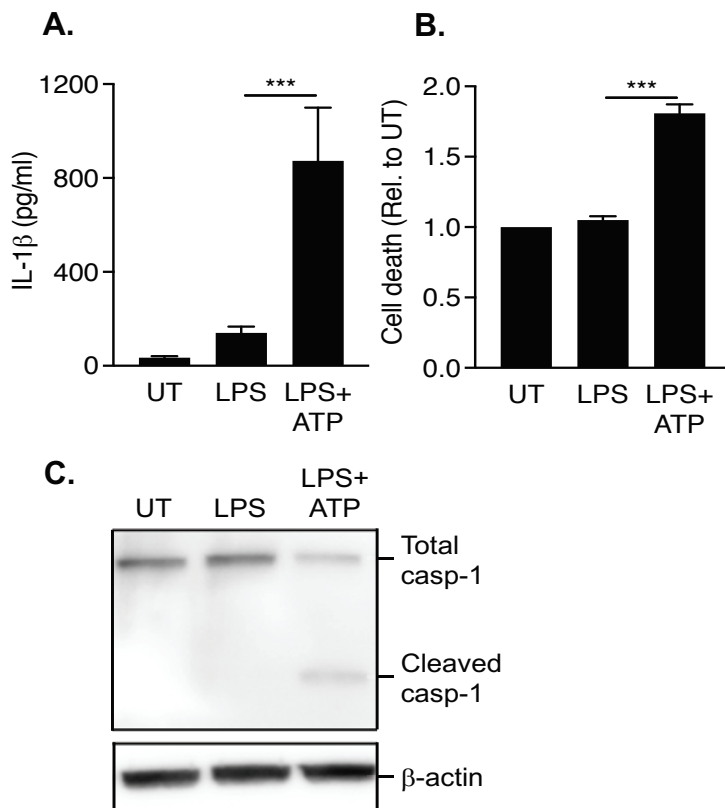 A.
IL-1β (pg/ml)
1200
800
400
0
***
UT
LPS
LPS+
ATP
B.
Cell death (Rel. to UT)
2.0
1.5
1.0
0.5
0.0
***
UT
LPS
LPS+
ATP
C.
UT
LPS
LPS+
ATP
Total
casp-1
Cleaved
casp-1
β-actin